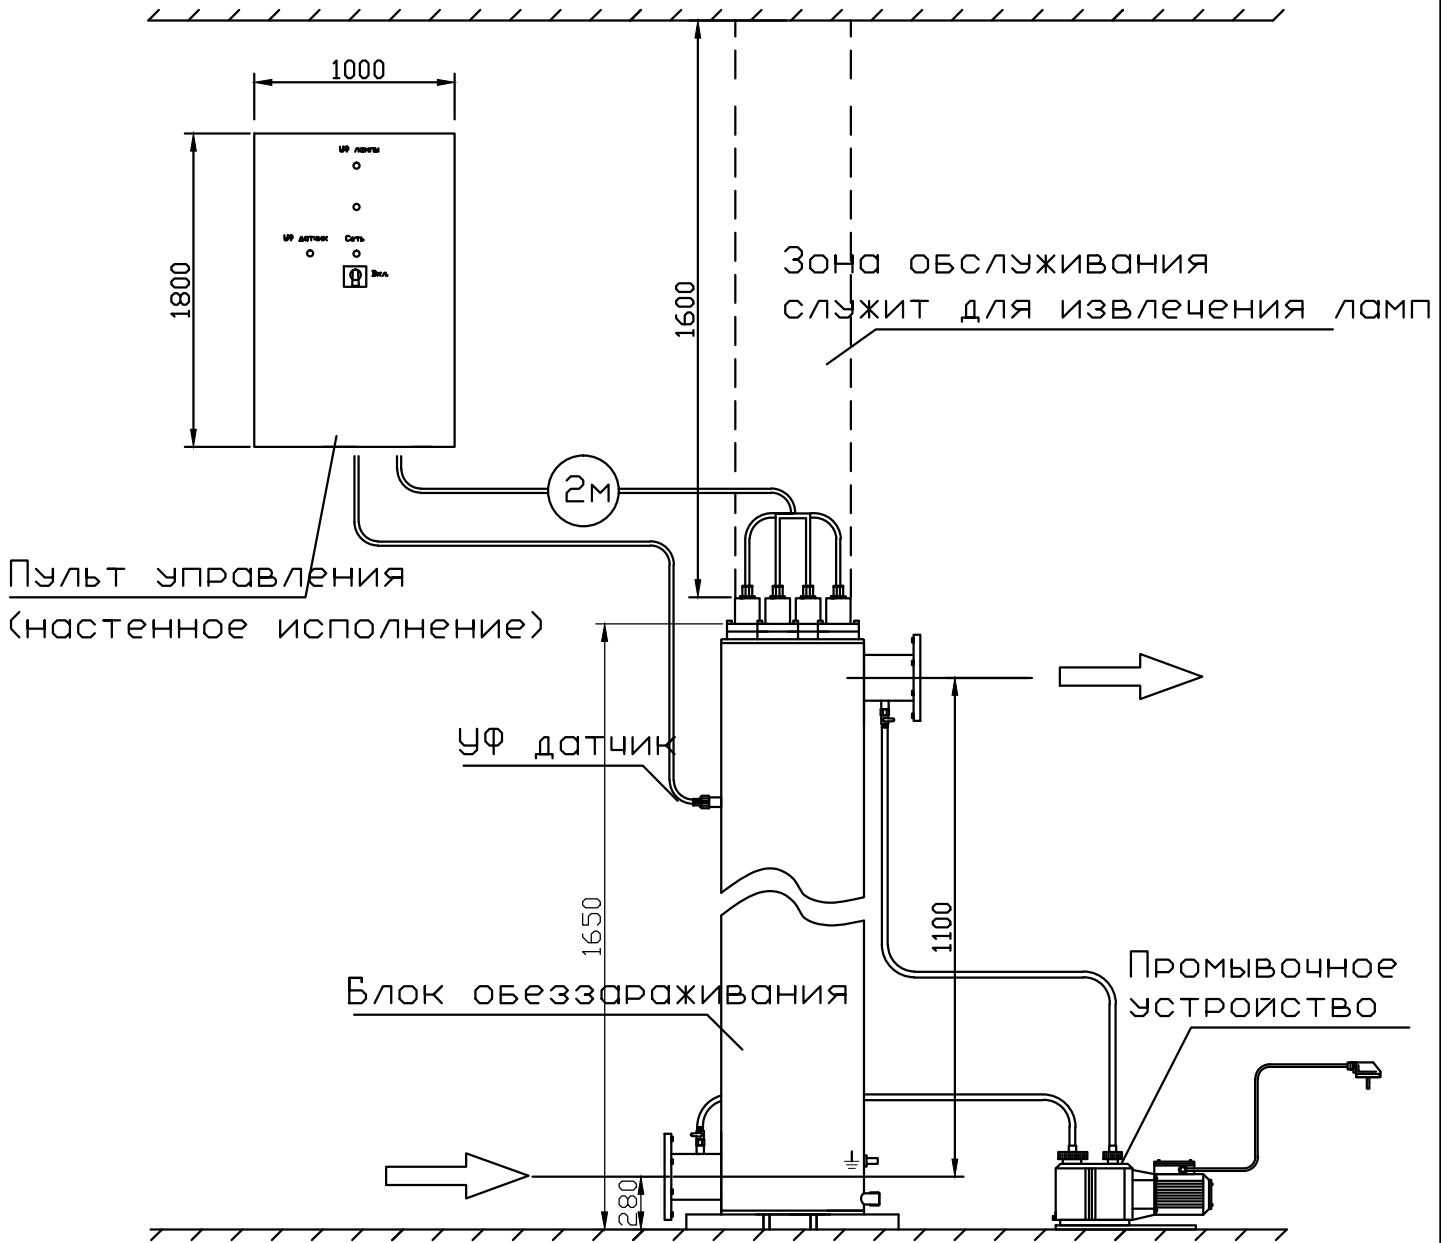 1000
УФ лампы
УФ датчик
Сеть
Вкл.
1800
1600
Зона обслуживания
служит для извлечения ламп
2м
Пульт управления
(настенное исполнение)
УФ датчик
1650
1100
Блок обеззараживания
Промывочное
устройство
280